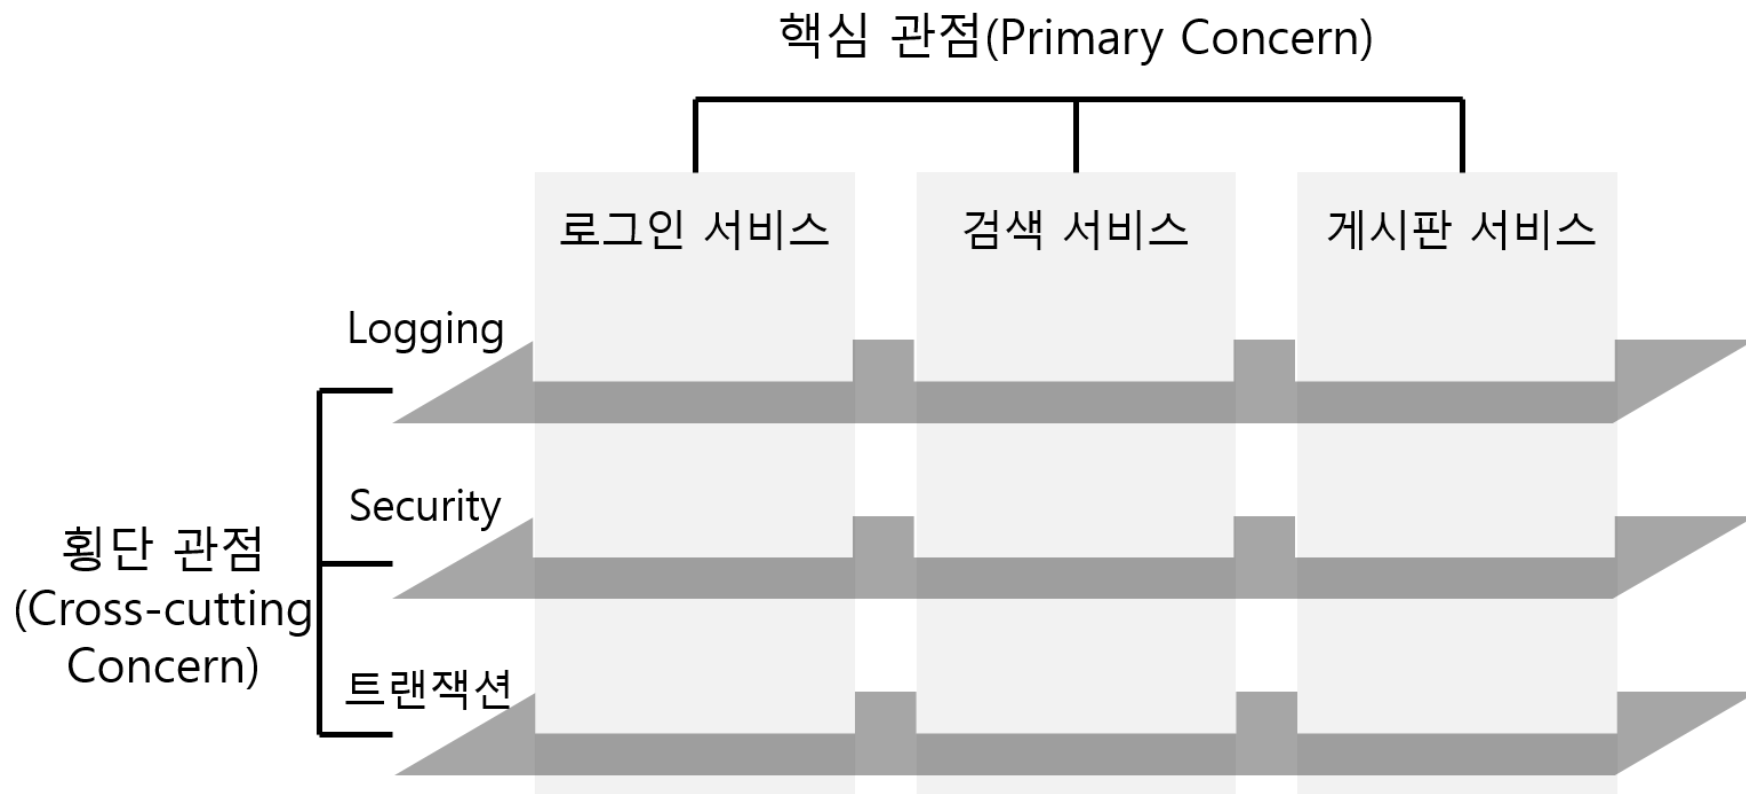 핵심 관점(Primary Concern)
로그인 서비스
검색 서비스
게시판 서비스
Logging
Security
횡단 관점
(Cross-cutting
Concern)
트랜잭션